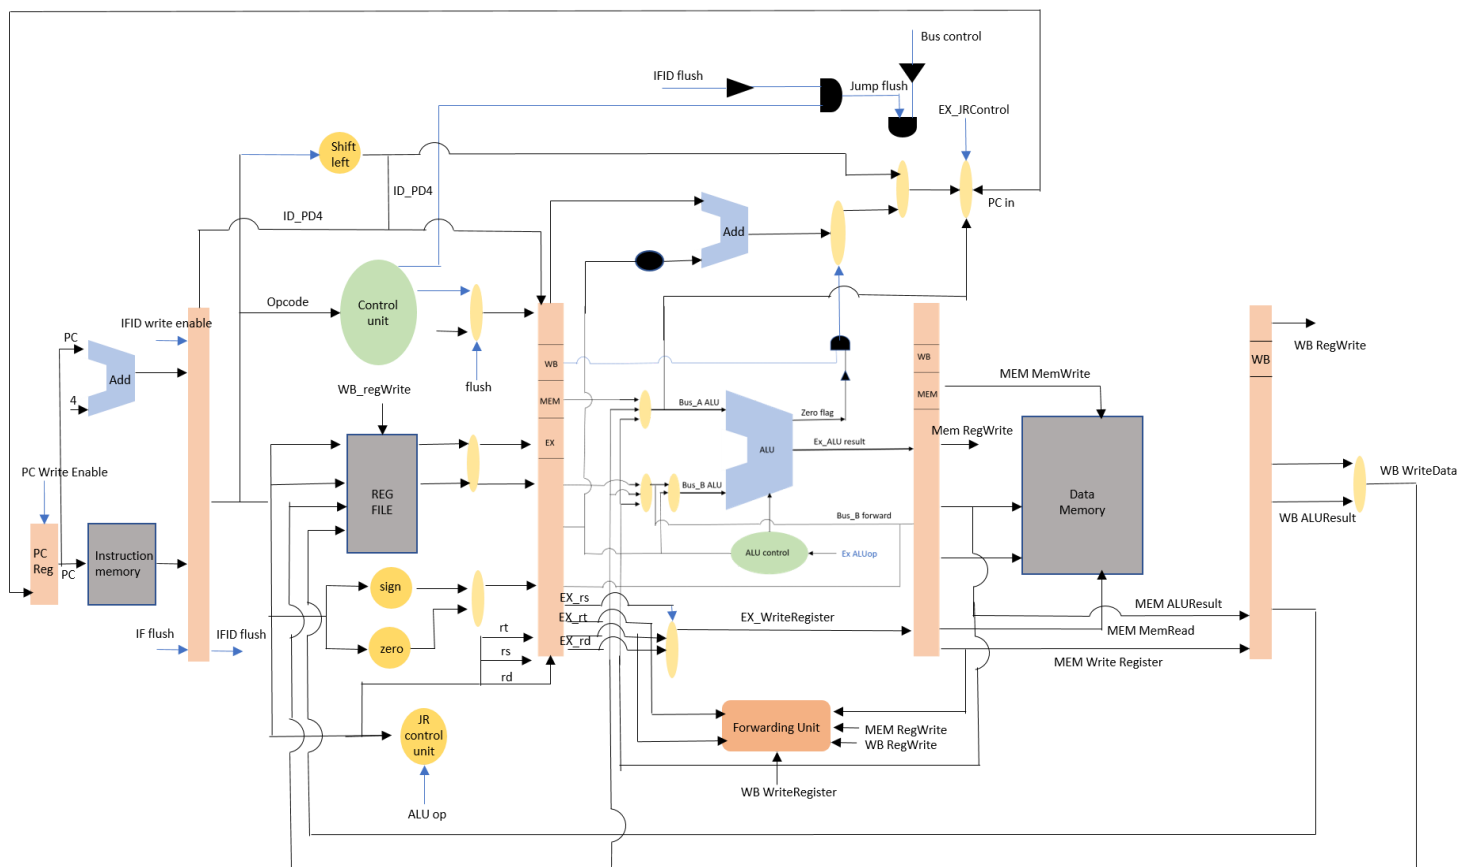 Bus control
IFID flush
Jump flush
EX_JRControl
Shift
left
ID_PD4
ID_PD4
PC in
Add
Opcode
Control
unit
IFID write enable
PC
Add
4
flush
WB_regWrite
WB
MEM
EX
Bus_A ALU
Zero flag
ALU
Ex_ALU result
Bus_B ALU
Bus_B forward
ALU control
Ex ALUop
WB
MEM
MEM MemWrite
Mem RegWrite
Data
Memory
WB RegWrite
WB
WB WriteData
WB ALUResult
PC Write Enable
PC
Reg
PC
Instruction
memory
REG
FILE
sign
zero
IF flush
IFID flush
rt
rs
rd
EX_rs
EX_rt
EX_rd
EX_WriteRegister
MEM ALUResult
MEM MemRead
MEM Write Register
JR
control
unit
ALU op
Forwarding Unit
MEM RegWrite
WB RegWrite
WB WriteRegister